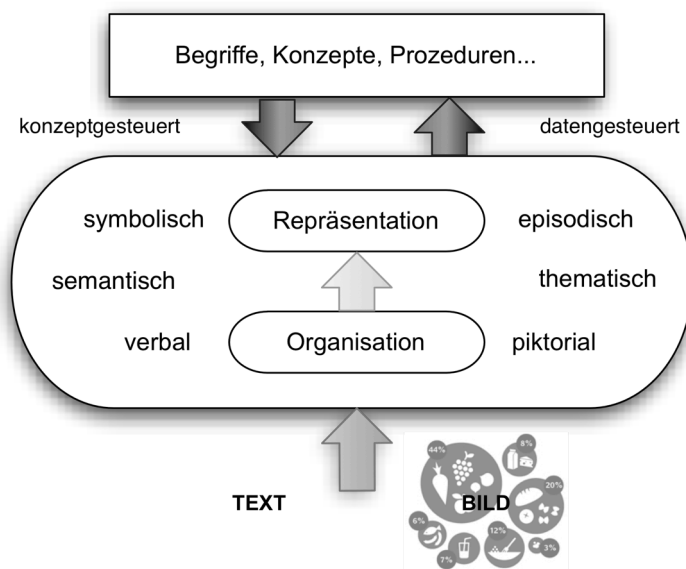 Begriffe, Konzepte, Prozeduren...
konzeptgesteuert
datengesteuert
symbolisch
Repräsentation
episodisch
semantisch
thematisch
verbal
Organisation
piktorial
44%
8%
TEXT
BILD
20%
6%
12%
3%
7%